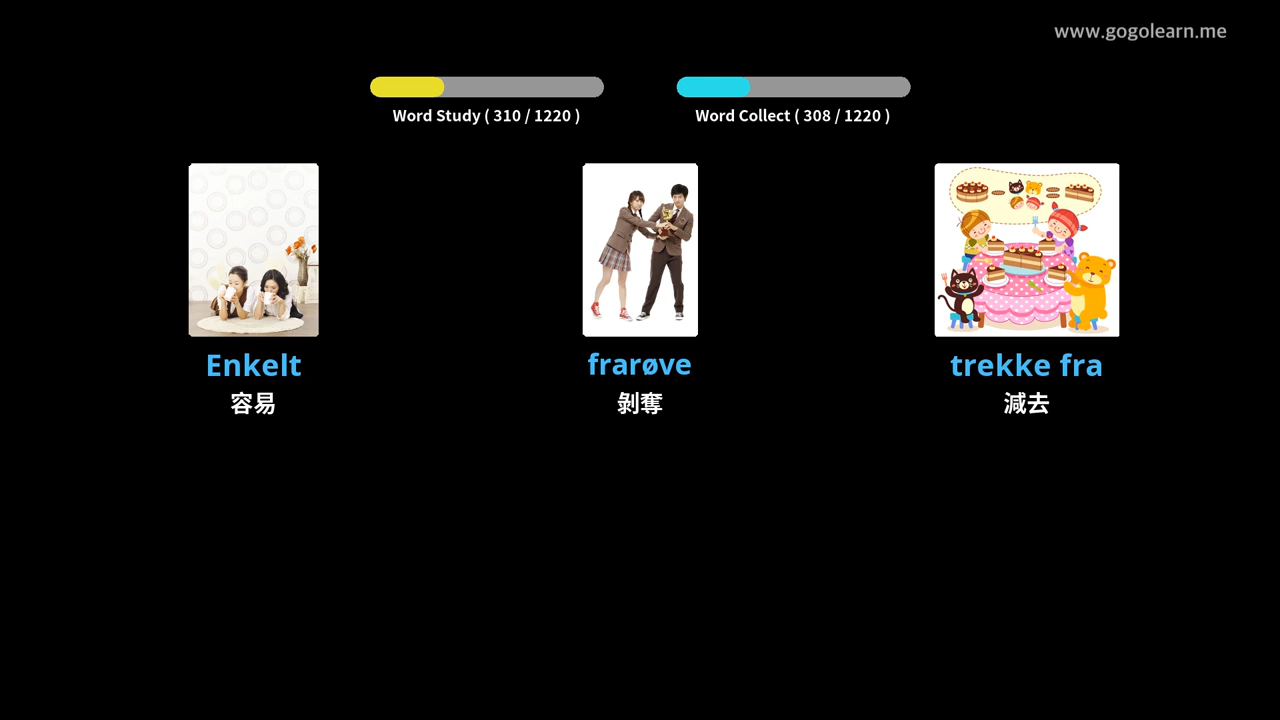 www.gogolearn.me
Word Study ( 310 / 1220 )
Word Collect ( 308 / 1220 )
Enkelt
容易
frarøve
剝奪
trekke fra
減去